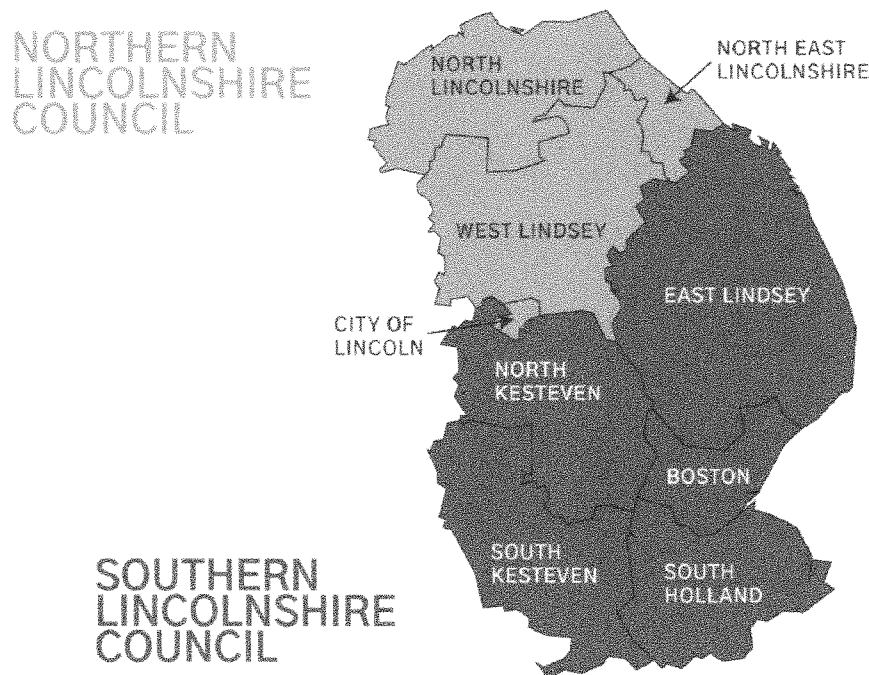 NORTHERN
LINCOLNSHIRE
COUNCIL
NORTH
LINCOLNSHIRE
NORTH EAST
LINCOLNSHIRE
WEST LINDSEY
EAST LINDSEY
CITY OF
LINCOLN
NORTH
KESTEVEN
BOSTON
SOUTH
KESTEVEN
SOUTH
HOLLAND
SOUTHERN
LINCOLNSHIRE
COUNCIL